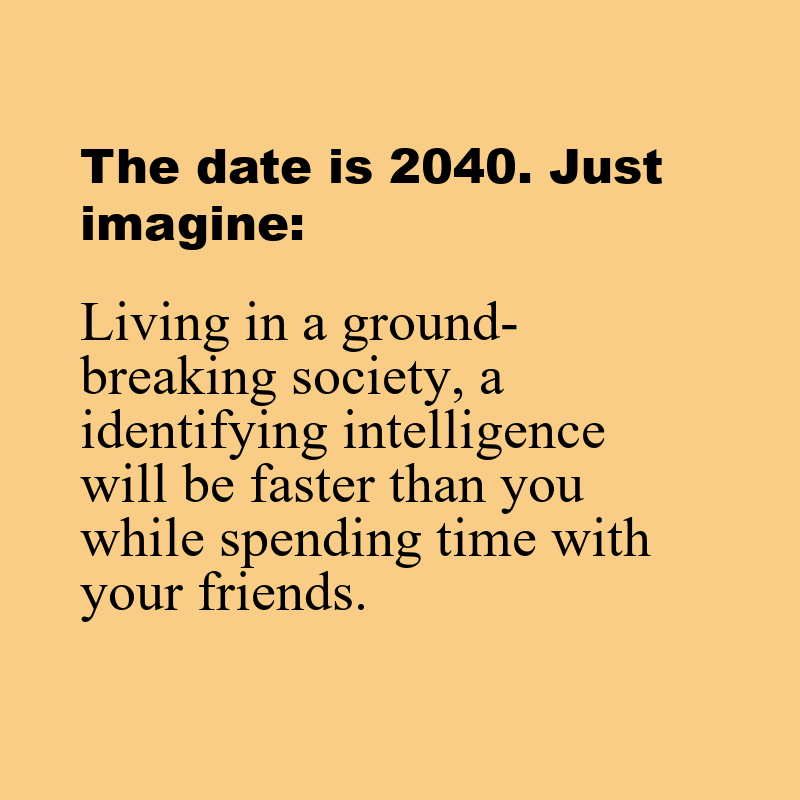 The date is 2040. Just
imagine:
Living in a ground-
breaking society, a
identifying intelligence
will be faster than you
while spending time with
your friends.